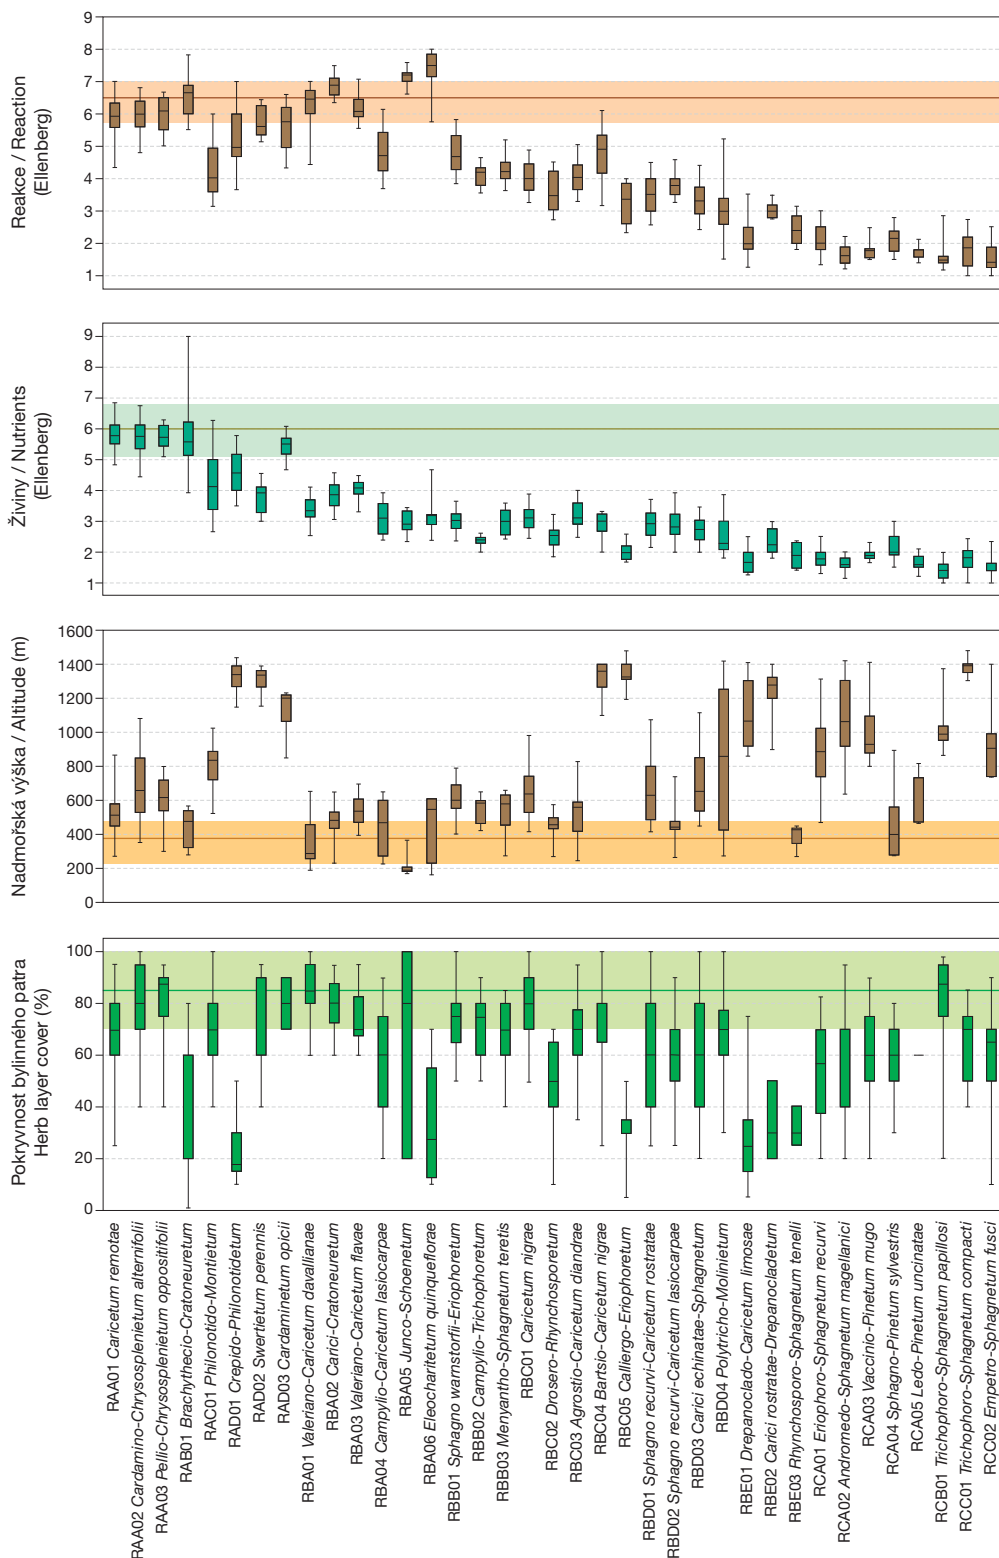 Reakce / Reaction
(Ellenberg)
9
8
7
6
5
4
3
2
1
Živiny / Nutrients
(Ellenberg)
9
8
7
6
5
4
3
2
1
Nadmořská výška / Altitude (m)
1600
1400
1200
1000
800
600
400
200
0
Pokryvnost bylinného patra
Herb layer cover (%)
100
80
60
40
20
0
RAA01 Caricetum remotae
RAA02 Cardamino-Chrysosplenietum alternifolii
RAA03 Pellio-Chrysosplenietum oppositifolii
RAB01 Brachythecio-Cratoneuretum
RAC01 Philonotido-Montietum
RAD01 Crepido-Philonotidetum
RAD02 Swertietum perennis
RAD03 Cardaminetum opicii
RBA01 Valeriano-Caricetum davallianae
RBA02 Carici-Cratoneuretum
RBA03 Valeriano-Caricetum flavae
RBA04 Campylio-Caricetum lasiocarpae
RBA05 Junco-Schoenetum
RBA06 Eleocharitetum quinqueflorae
RBB01 Sphagno warnstorfii-Eriophoretum
RBB02 Campylio-Trichophoretum
RBB03 Menyantho-Sphagnetum teretis
RBC01 Caricetum nigrae
RBC02 Drosero-Rhynchosporetum
RBC03 Agrostio-Caricetum diandrae
RBC04 Bartsio-Caricetum nigrae
RBC05 Calliergo-Eriophoretum
RBD01 Sphagno recurvi-Caricetum rostratae
RBD02 Sphagno recurvi-Caricetum lasiocarpae
RBD03 Carici echinatae-Sphagnetum
RBD04 Polytricho-Molinietum
RBE01 Drepanoclado-Caricetum limosae
RBE02 Carici rostratae-Drepanocladetum
RBE03 Rhynchosporo-Sphagnetum tenelli
RCA01 Eriophoro-Sphagnetum recurvi
RCA02 Andromedo-Sphagnetum magellanici
RCA03 Vaccinio-Pinetum mugo
RCA04 Sphagno-Pinetum sylvestris
RCA05 Ledo-Pinetum uncinatae
RCB01 Trichophoro-Sphagnetum papillosi
RCC01 Trichophoro-Sphagnetum compacti
RCC02 Empetro-Sphagnetum fusci